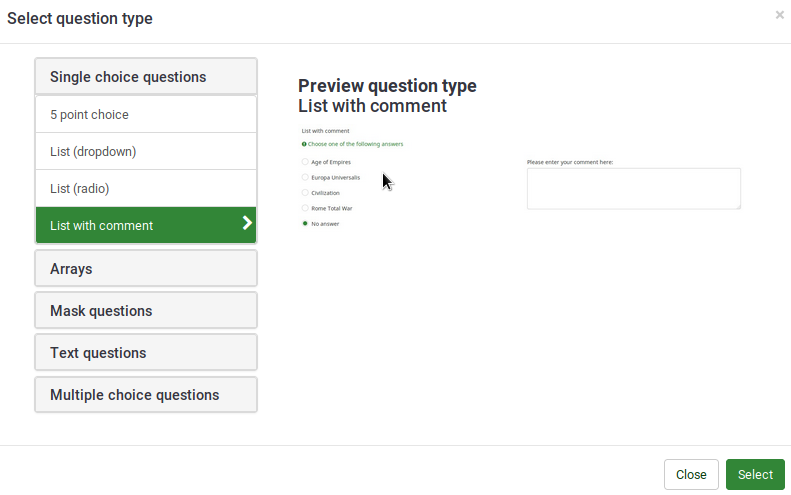 Select question type
×
Single choice questions
5 point choice
List (dropdown)
List (radio)
List with comment
Arrays
Mask questions
Text questions
Multiple choice questions
Preview question type
List with comment
List with comment
Choose one of the following answers
Age of Empires
Europa Universalis
Civilization
Rome Total War
No answer
Please enter your comment here:
Close
Select